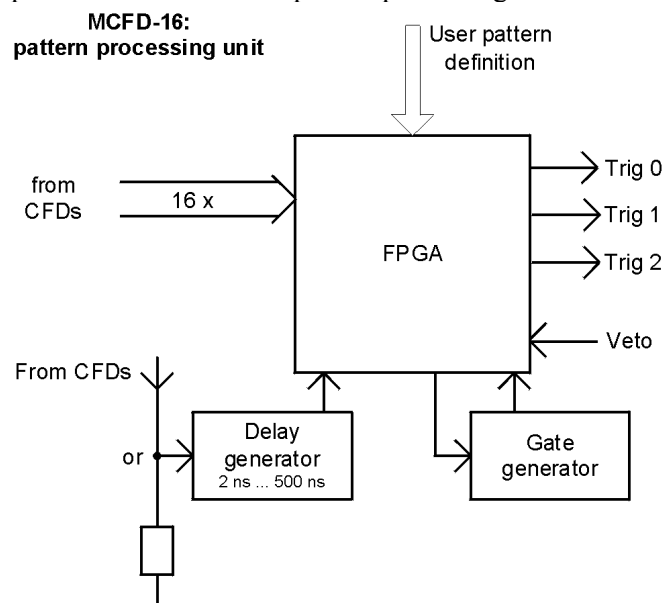 MCFD-16:
pattern processing unit
User pattern
definition
from
CFDs
16 x
FPGA
Trig 0
Trig 1
Trig 2
Veto
From CFDs
or
Delay
generator
2 ns ... 500 ns
Gate
generator